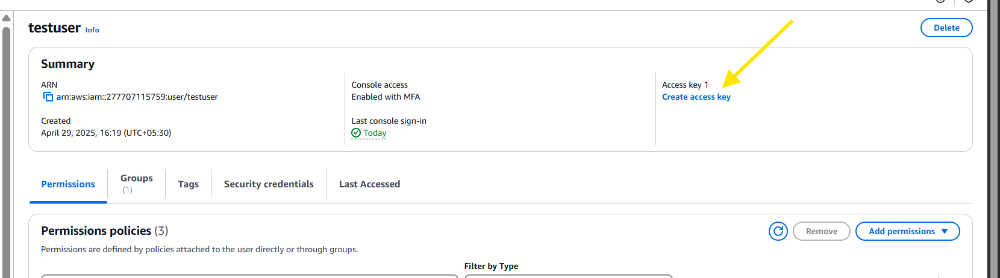 testuser Info
Delete
Summary
ARN
arn:aws:iam::277707115759:user/testuser
Created
April 29, 2025, 16:19 (UTC+05:30)
Console access
Enabled with MFA
Last console sign-in
Today
Access key 1
Create access key
Permissions
Groups
(1)
Tags
Security credentials
Last Accessed
Permissions policies (3)
Remove
Add permissions
Permissions are defined by policies attached to the user directly or through groups.
Filter by Type